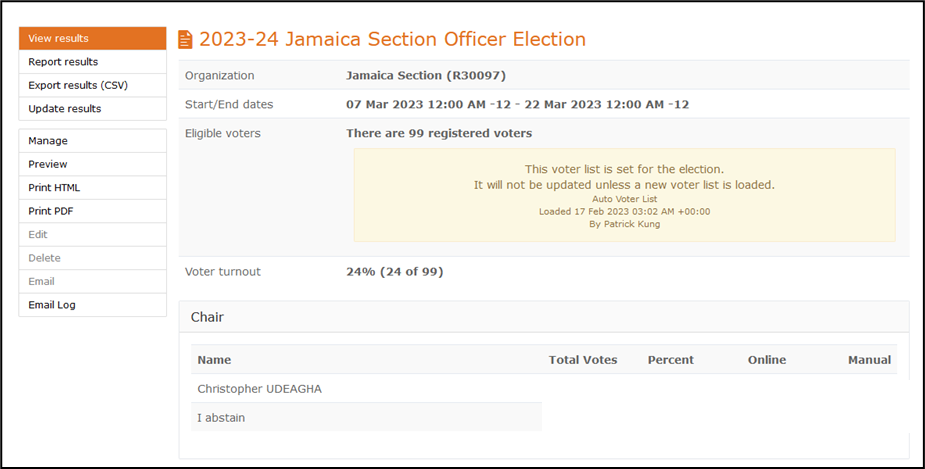 View results
Report results
Export results (CSV)
Update results
Manage
Preview
Print HTML
Print PDF
Edit
Delete
Email
Email Log
2023-24 Jamaica Section Officer Election
Organization Jamaica Section (R30097)
Start/End dates 07 Mar 2023 12:00 AM -12 - 22 Mar 2023 12:00 AM -12
Eligible voters There are 99 registered voters
This voter list is set for the election.
It will not be updated unless a new voter list is loaded.
Auto Voter List
Loaded 17 Feb 2023 03:02 AM +00:00
By Patrick Kung
Voter turnout 24% (24 of 99)
Chair
Name Total Votes Percent Online Manual
Christopher UDEAGHA
I abstain